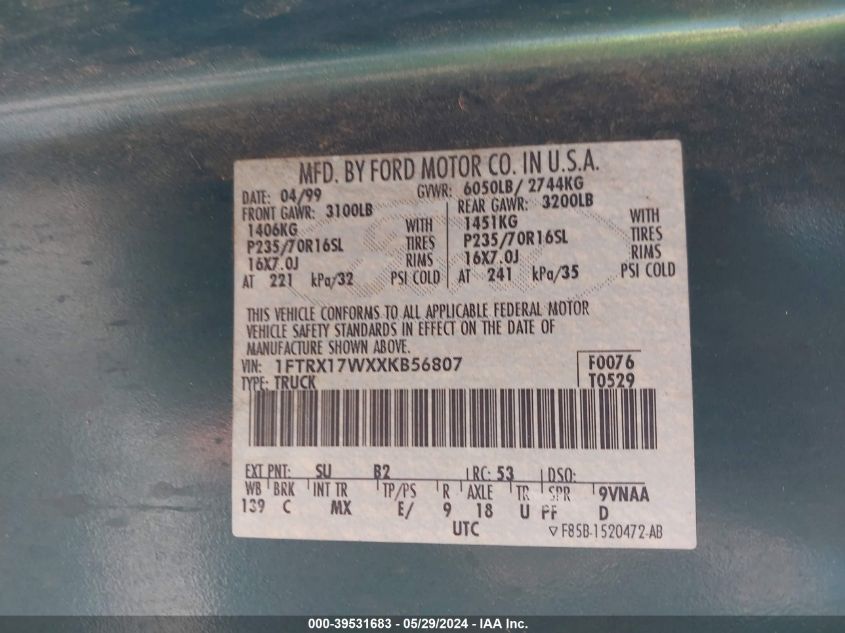 MFD. BY FORD MOTOR CO. IN U.S.A.
DATE: 04/99 GVWR: 6050LB/ 2744KG
FRONT GAWR: 3100LB REAR GAWR: 3200LB
1406KG WITH 1451KG WITH
P235/70R16SL TIRES P235/70R16SL TIRES
16X7.0J RIMS 16X7.0J RIMS
AT 221 kPa/32 PSI COLD AT 241 kPa/35 PSI COLD
THIS VEHICLE CONFORMS TO ALL APPLICABLE FEDERAL MOTOR
VEHICLE SAFETY STANDARDS IN EFFECT ON THE DATE OF
MANUFACTURE SHOWN ABOVE.
VIN: 1FTRX17WXXKB56807 F0076
TYPE: TRUCK T0529
EXT PNT: SU B2 RC: 53 DSO:
WB BRK INT TR TP/PS R AXLE TR SPR 9VNAA
139 C MX E/ 9 18 U PF D
UTC ▽ F85B-1520472-AB
000-39531683 - 05/29/2024 - IAA Inc.